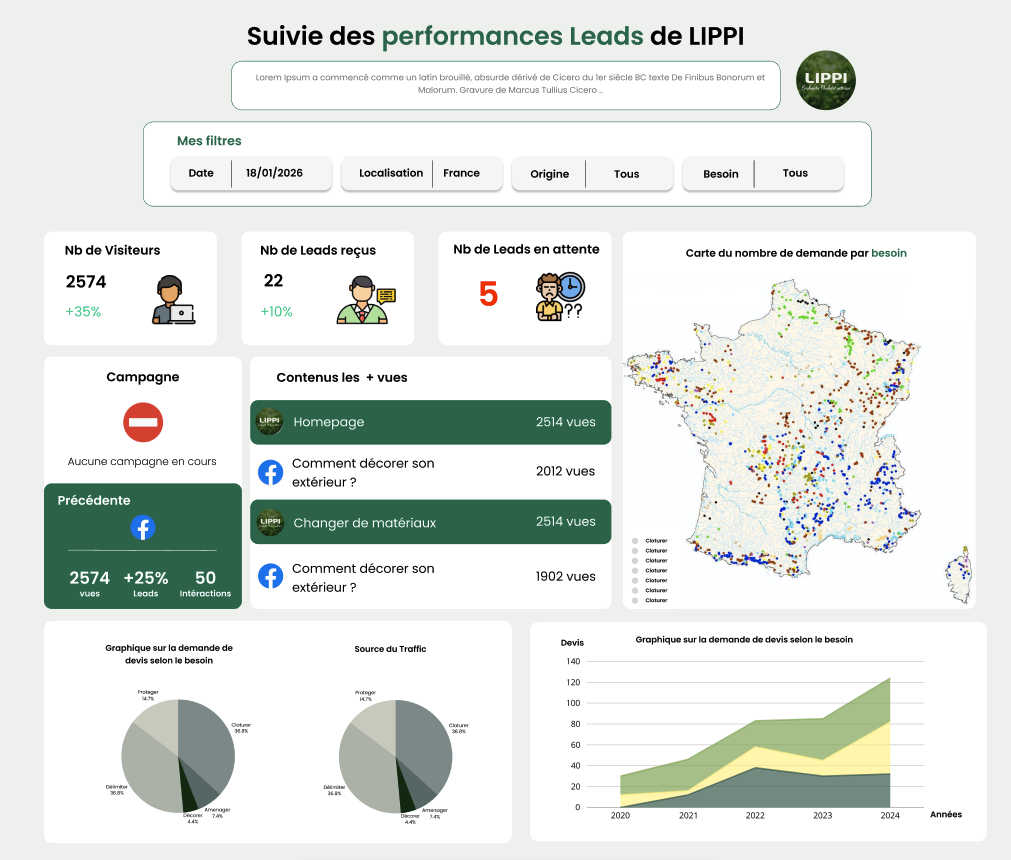 Suivie des performances Leads de LIPPI
Lorem Ipsum a commencé comme un latin brouillé, absurde dérivé de Cicero du 1er siècle BC texte De Finibus Bonorum et
Malorum. Gravure de Marcus Tullius Cicero ..
LIPPI
Mes filtres
Date 18/01/2026 Localisation France Origine Tous Besoin Tous
Nb de Visiteurs
2574
+35%
Nb de Leads reçus
22
+10%
Nb de Leads en attente
5
??
Carte du nombre de demande par besoin
Cloturer
Cloturer
Cloturer
Cloturer
Cloturer
Cloturer
Cloturer
Campagne
Aucune campagne en cours
Précédente
2574 +25% 50
vues Leads Intéractions
Contenus les + vues
LIPPI Homepage 2514 vues
Comment décorer son
extérieur ? 2012 vues
LIPPI Changer de matériaux 2514 vues
Comment décorer son
extérieur ? 1902 vues
Graphique sur la demande de
devis selon le besoin
Proteger
14.7%
Cloturer
36.8%
Délimiter
36.8%
Amenager
7.4%
Décorer
4.4%
Source du Traffic
Proteger
14.7%
Cloturer
36.8%
Délimiter
36.8%
Amenager
7.4%
Décorer
4.4%
Graphique sur la demande de devis selon le besoin
Devis
140
120
100
80
60
40
20
0
2020 2021 2022 2023 2024 Années